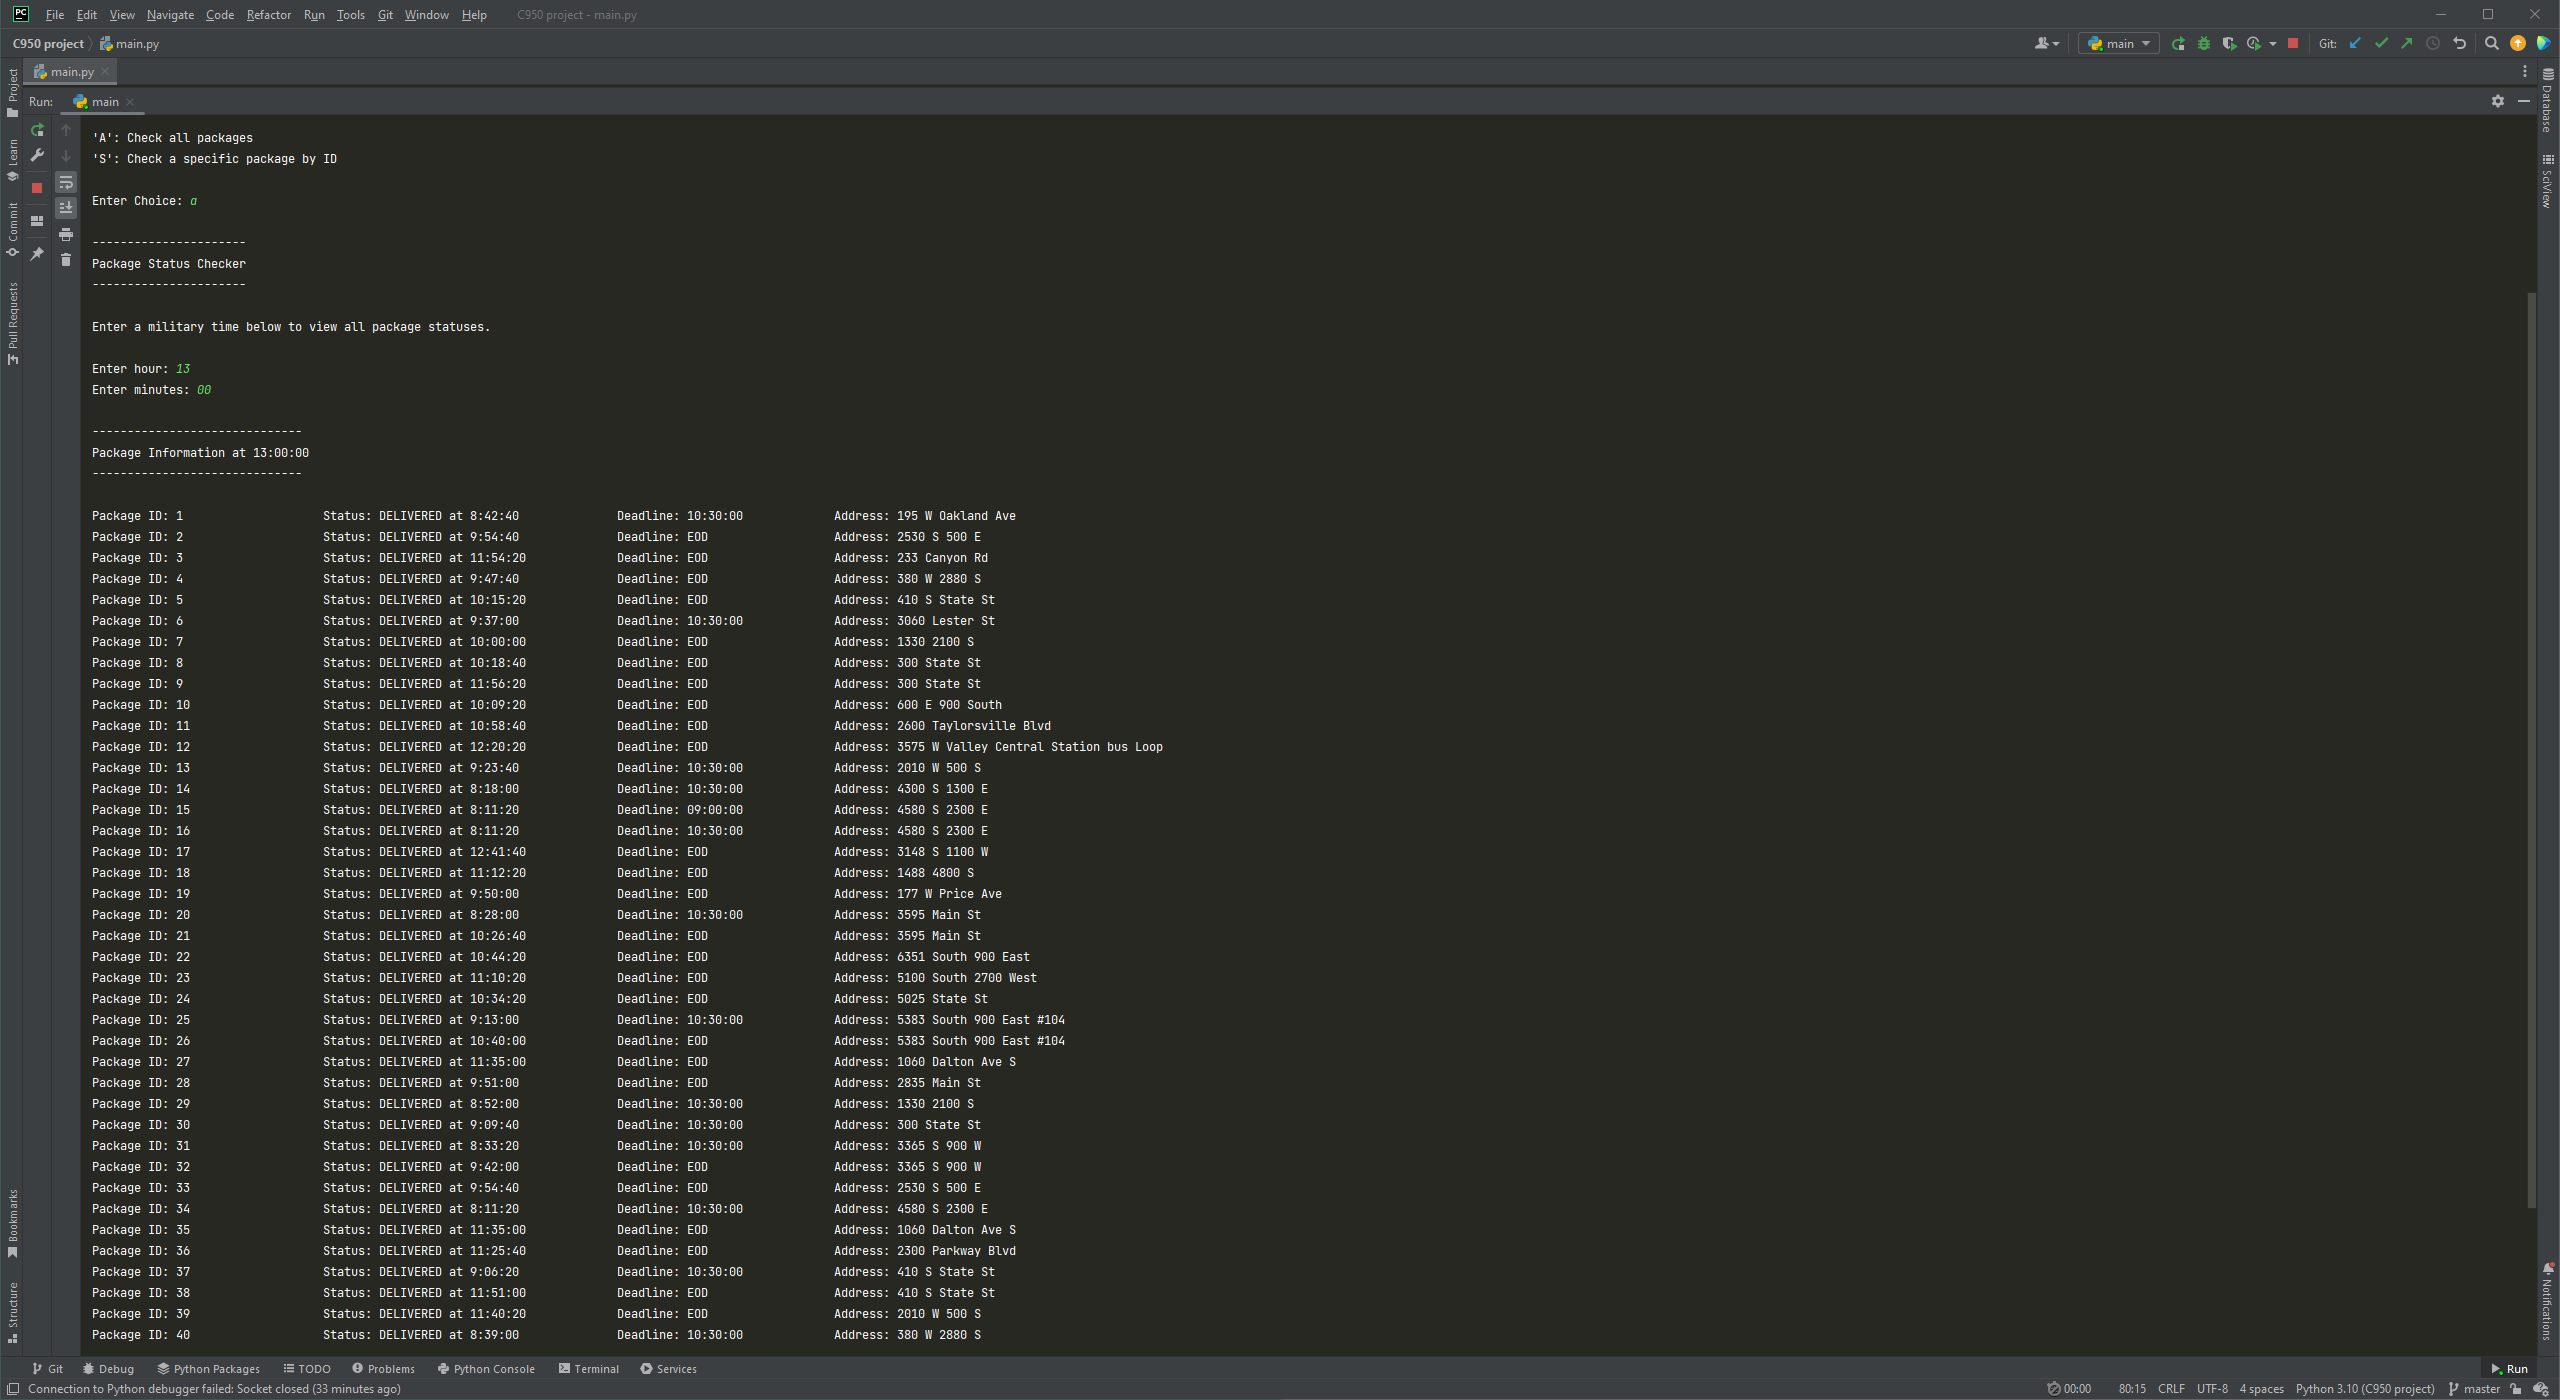 PC File Edit View Navigate Code Refactor Run Tools Git Window Help C950 project - main.py
C950 project main.py main Git:
main.py
Run: main
Project
Learn
Commit
Pull Requests
Bookmarks
Structure
Database
SciView
Notifications
'A': Check all packages
'S': Check a specific package by ID
Enter Choice: a
----------------------
Package Status Checker
----------------------
Enter a military time below to view all package statuses.
Enter hour: 13
Enter minutes: 00
------------------------------
Package Information at 13:00:00
------------------------------
Package ID: 1 Status: DELIVERED at 8:42:40 Deadline: 10:30:00 Address: 195 W Oakland Ave
Package ID: 2 Status: DELIVERED at 9:54:40 Deadline: EOD Address: 2530 S 500 E
Package ID: 3 Status: DELIVERED at 11:54:20 Deadline: EOD Address: 233 Canyon Rd
Package ID: 4 Status: DELIVERED at 9:47:40 Deadline: EOD Address: 380 W 2880 S
Package ID: 5 Status: DELIVERED at 10:15:20 Deadline: EOD Address: 410 S State St
Package ID: 6 Status: DELIVERED at 9:37:00 Deadline: 10:30:00 Address: 3060 Lester St
Package ID: 7 Status: DELIVERED at 10:00:00 Deadline: EOD Address: 1330 2100 S
Package ID: 8 Status: DELIVERED at 10:18:40 Deadline: EOD Address: 300 State St
Package ID: 9 Status: DELIVERED at 11:56:20 Deadline: EOD Address: 300 State St
Package ID: 10 Status: DELIVERED at 10:09:20 Deadline: EOD Address: 600 E 900 South
Package ID: 11 Status: DELIVERED at 10:58:40 Deadline: EOD Address: 2600 Taylorsville Blvd
Package ID: 12 Status: DELIVERED at 12:20:20 Deadline: EOD Address: 3575 W Valley Central Station bus Loop
Package ID: 13 Status: DELIVERED at 9:23:40 Deadline: 10:30:00 Address: 2010 W 500 S
Package ID: 14 Status: DELIVERED at 8:18:00 Deadline: 10:30:00 Address: 4300 S 1300 E
Package ID: 15 Status: DELIVERED at 8:11:20 Deadline: 09:00:00 Address: 4580 S 2300 E
Package ID: 16 Status: DELIVERED at 8:11:20 Deadline: 10:30:00 Address: 4580 S 2300 E
Package ID: 17 Status: DELIVERED at 12:41:40 Deadline: EOD Address: 3148 S 1100 W
Package ID: 18 Status: DELIVERED at 11:12:20 Deadline: EOD Address: 1488 4800 S
Package ID: 19 Status: DELIVERED at 9:50:00 Deadline: EOD Address: 177 W Price Ave
Package ID: 20 Status: DELIVERED at 8:28:00 Deadline: 10:30:00 Address: 3595 Main St
Package ID: 21 Status: DELIVERED at 10:26:40 Deadline: EOD Address: 3595 Main St
Package ID: 22 Status: DELIVERED at 10:44:20 Deadline: EOD Address: 6351 South 900 East
Package ID: 23 Status: DELIVERED at 11:10:20 Deadline: EOD Address: 5100 South 2700 West
Package ID: 24 Status: DELIVERED at 10:34:20 Deadline: EOD Address: 5025 State St
Package ID: 25 Status: DELIVERED at 9:13:00 Deadline: 10:30:00 Address: 5383 South 900 East #104
Package ID: 26 Status: DELIVERED at 10:40:00 Deadline: EOD Address: 5383 South 900 East #104
Package ID: 27 Status: DELIVERED at 11:35:00 Deadline: EOD Address: 1060 Dalton Ave S
Package ID: 28 Status: DELIVERED at 9:51:00 Deadline: EOD Address: 2835 Main St
Package ID: 29 Status: DELIVERED at 8:52:00 Deadline: 10:30:00 Address: 1330 2100 S
Package ID: 30 Status: DELIVERED at 9:09:40 Deadline: 10:30:00 Address: 300 State St
Package ID: 31 Status: DELIVERED at 8:33:20 Deadline: 10:30:00 Address: 3365 S 900 W
Package ID: 32 Status: DELIVERED at 9:42:00 Deadline: EOD Address: 3365 S 900 W
Package ID: 33 Status: DELIVERED at 9:54:40 Deadline: EOD Address: 2530 S 500 E
Package ID: 34 Status: DELIVERED at 8:11:20 Deadline: 10:30:00 Address: 4580 S 2300 E
Package ID: 35 Status: DELIVERED at 11:35:00 Deadline: EOD Address: 1060 Dalton Ave S
Package ID: 36 Status: DELIVERED at 11:25:40 Deadline: EOD Address: 2300 Parkway Blvd
Package ID: 37 Status: DELIVERED at 9:06:20 Deadline: 10:30:00 Address: 410 S State St
Package ID: 38 Status: DELIVERED at 11:51:00 Deadline: EOD Address: 410 S State St
Package ID: 39 Status: DELIVERED at 11:40:20 Deadline: EOD Address: 2010 W 500 S
Package ID: 40 Status: DELIVERED at 8:39:00 Deadline: 10:30:00 Address: 380 W 2880 S
Git Debug Python Packages TODO Problems Python Console Terminal Services Run
Connection to Python debugger failed: Socket closed (33 minutes ago) 00:00 80:15 CRLF UTF-8 4 spaces Python 3.10 (C950 project) master